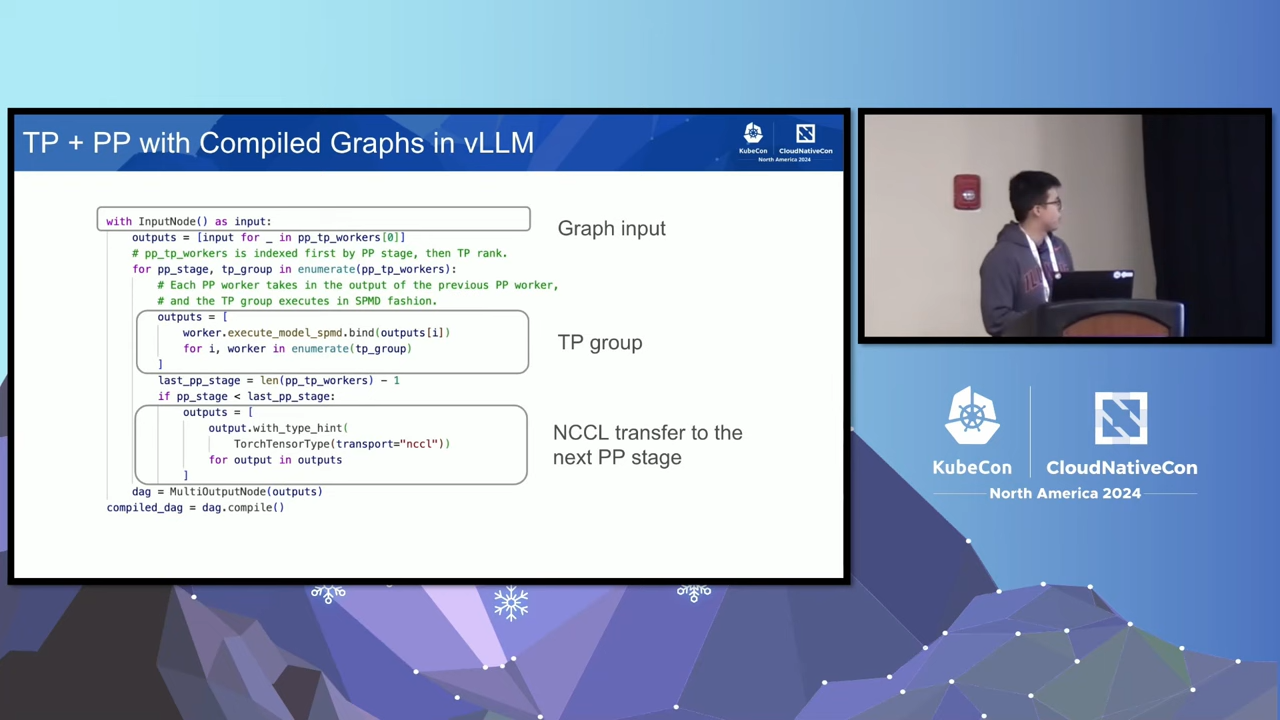 TP + PP with Compiled Graphs in vLLM
KubeCon
CloudNativeCon
North America 2024
with InputNode() as input:
outputs = [input for _ in pp_tp_workers[0]]
# pp_tp_workers is indexed first by PP stage, then TP rank.
for pp_stage, tp_group in enumerate(pp_tp_workers):
# Each PP worker takes in the output of the previous PP worker,
# and the TP group executes in SPMD fashion.
outputs = [
worker.execute_model_spmd.bind(outputs[i])
for i, worker in enumerate(tp_group)
]
last_pp_stage = len(pp_tp_workers) - 1
if pp_stage < last_pp_stage:
outputs = [
output.with_type_hint(
TorchTensorType(transport="nccl"))
for output in outputs
]
dag = MultiOutputNode(outputs)
compiled_dag = dag.compile()
Graph input
TP group
NCCL transfer to the
next PP stage
KubeCon
CloudNativeCon
North America 2024